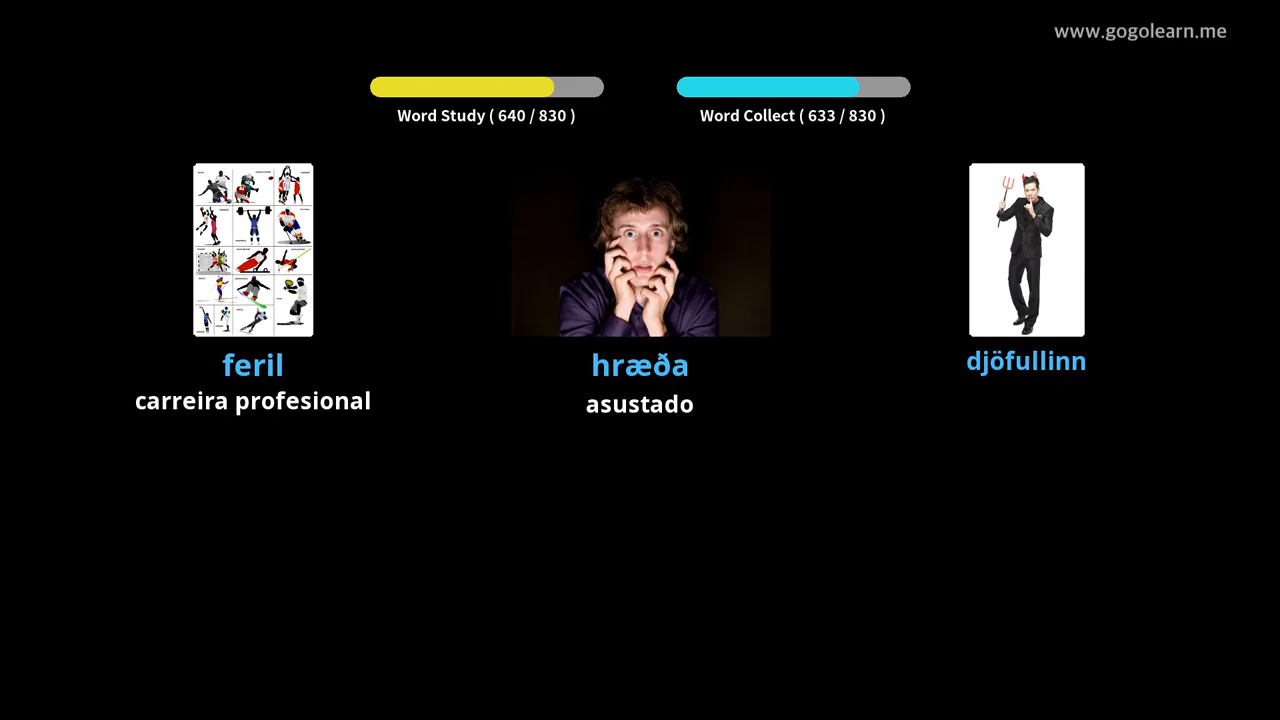 www.gogolearn.me
Word Study ( 640 / 830 )
Word Collect ( 633 / 830 )
feril
carreira profesional
hræða
asustado
djöfullinn